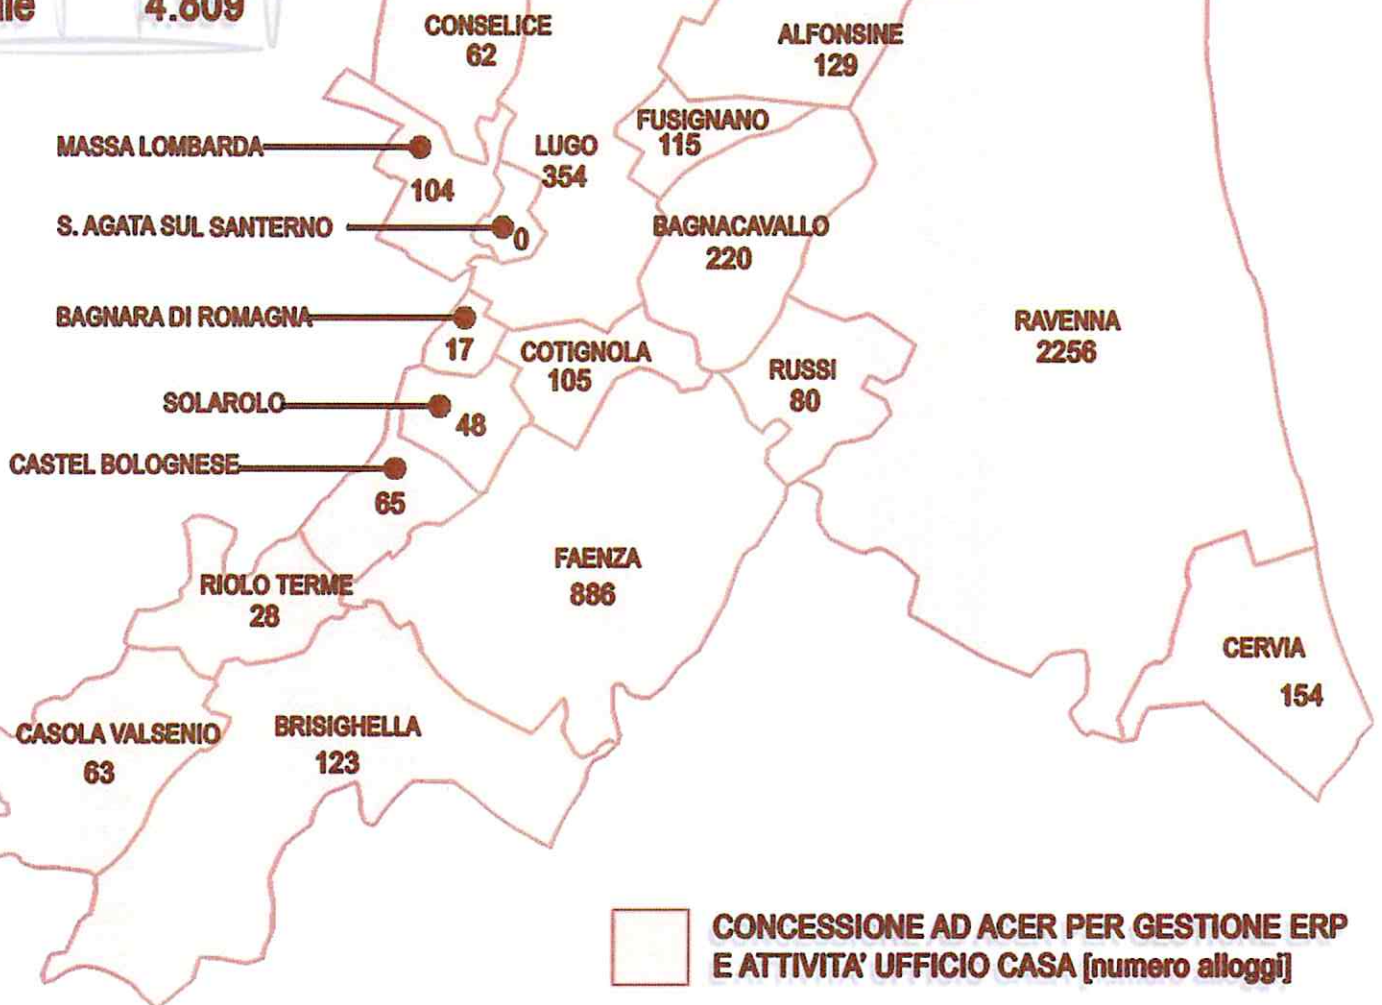 4.809
CONSELICE
62
ALFONSINE
129
MASSA LOMBARDA
104
LUGO
354
FUSIGNANO
115
S. AGATA SUL SANTERNO
0
BAGNACAVALLO
220
BAGNARA DI ROMAGNA
17
COTIGNOLA
105
RUSSI
80
RAVENNA
2256
SOLAROLO
48
CASTEL BOLOGNESE
65
FAENZA
886
RIOLO TERME
28
CERVIA
154
CASOLA VALSENIO
63
BRISIGHELLA
123
CONCESSIONE AD ACER PER GESTIONE ERP
E ATTIVITA' UFFICIO CASA [numero alloggi]